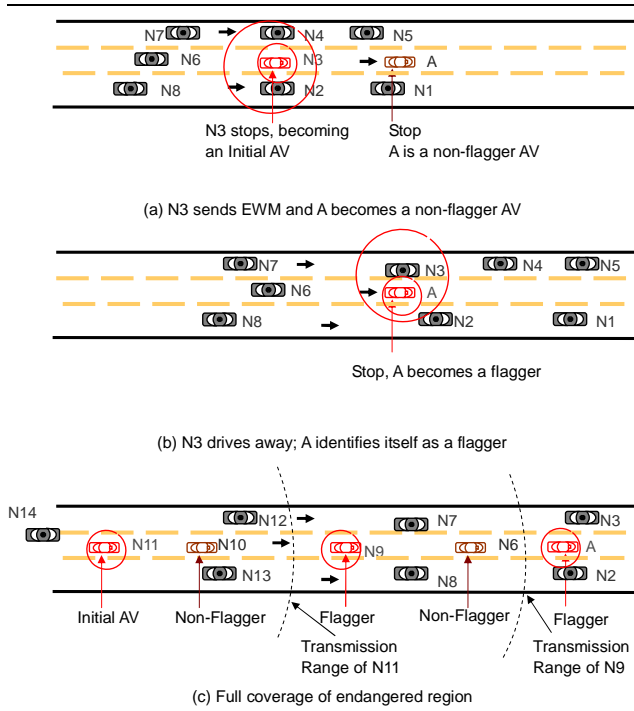 N7 N4 N5
N6 N3 A
N8 N2 N1
N3 stops, becoming Stop
an Initial AV A is a non-flagger AV
(a) N3 sends EWM and A becomes a non-flagger AV
N7 N3 N4 N5
N6 A
N8 N2 N1
Stop, A becomes a flagger
(b) N3 drives away; A identifies itself as a flagger
N14 N12 N7 N3
N11 N10 N9 N6 A
N13 N8 N2
Initial AV Non-Flagger Flagger Non-Flagger Flagger
Transmission Transmission
Range of N11 Range of N9
(c) Full coverage of endangered region